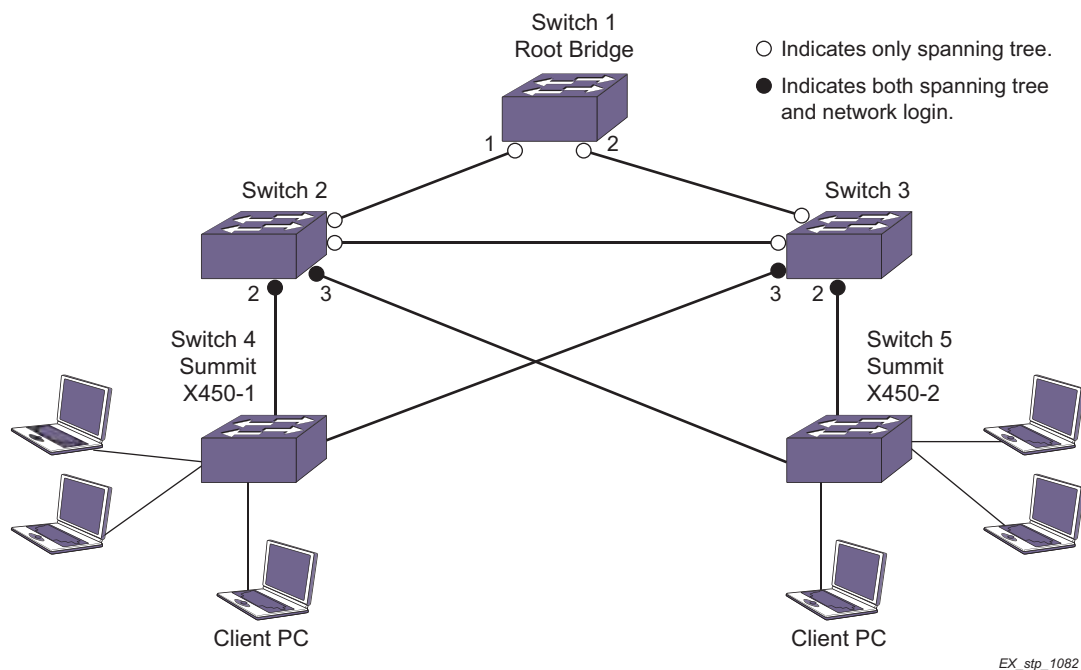 Switch 1
Root Bridge
Indicates only spanning tree.
Indicates both spanning tree
and network login.
1
2
Switch 2
Switch 3
2
3
3
2
Switch 4
Summit
X450-1
Switch 5
Summit
X450-2
Client PC
Client PC
EX_stp_1082